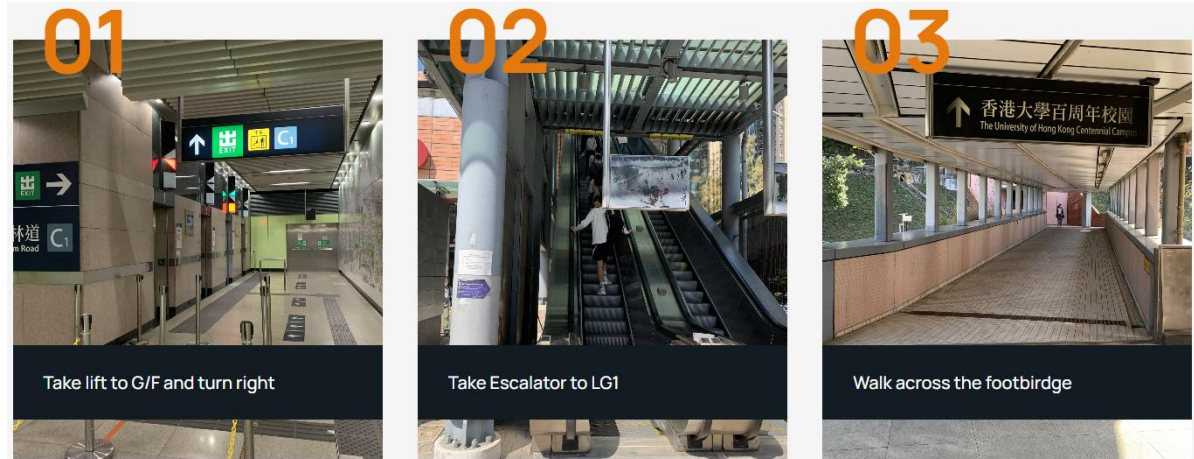 01
02
03
出 EXIT C1
出 EXIT
林道 C1
m Road
香港大學百周年校園
The University of Hong Kong Centennial Campus
Take lift to G/F and turn right
Take Escalator to LG1
Walk across the footbirdge